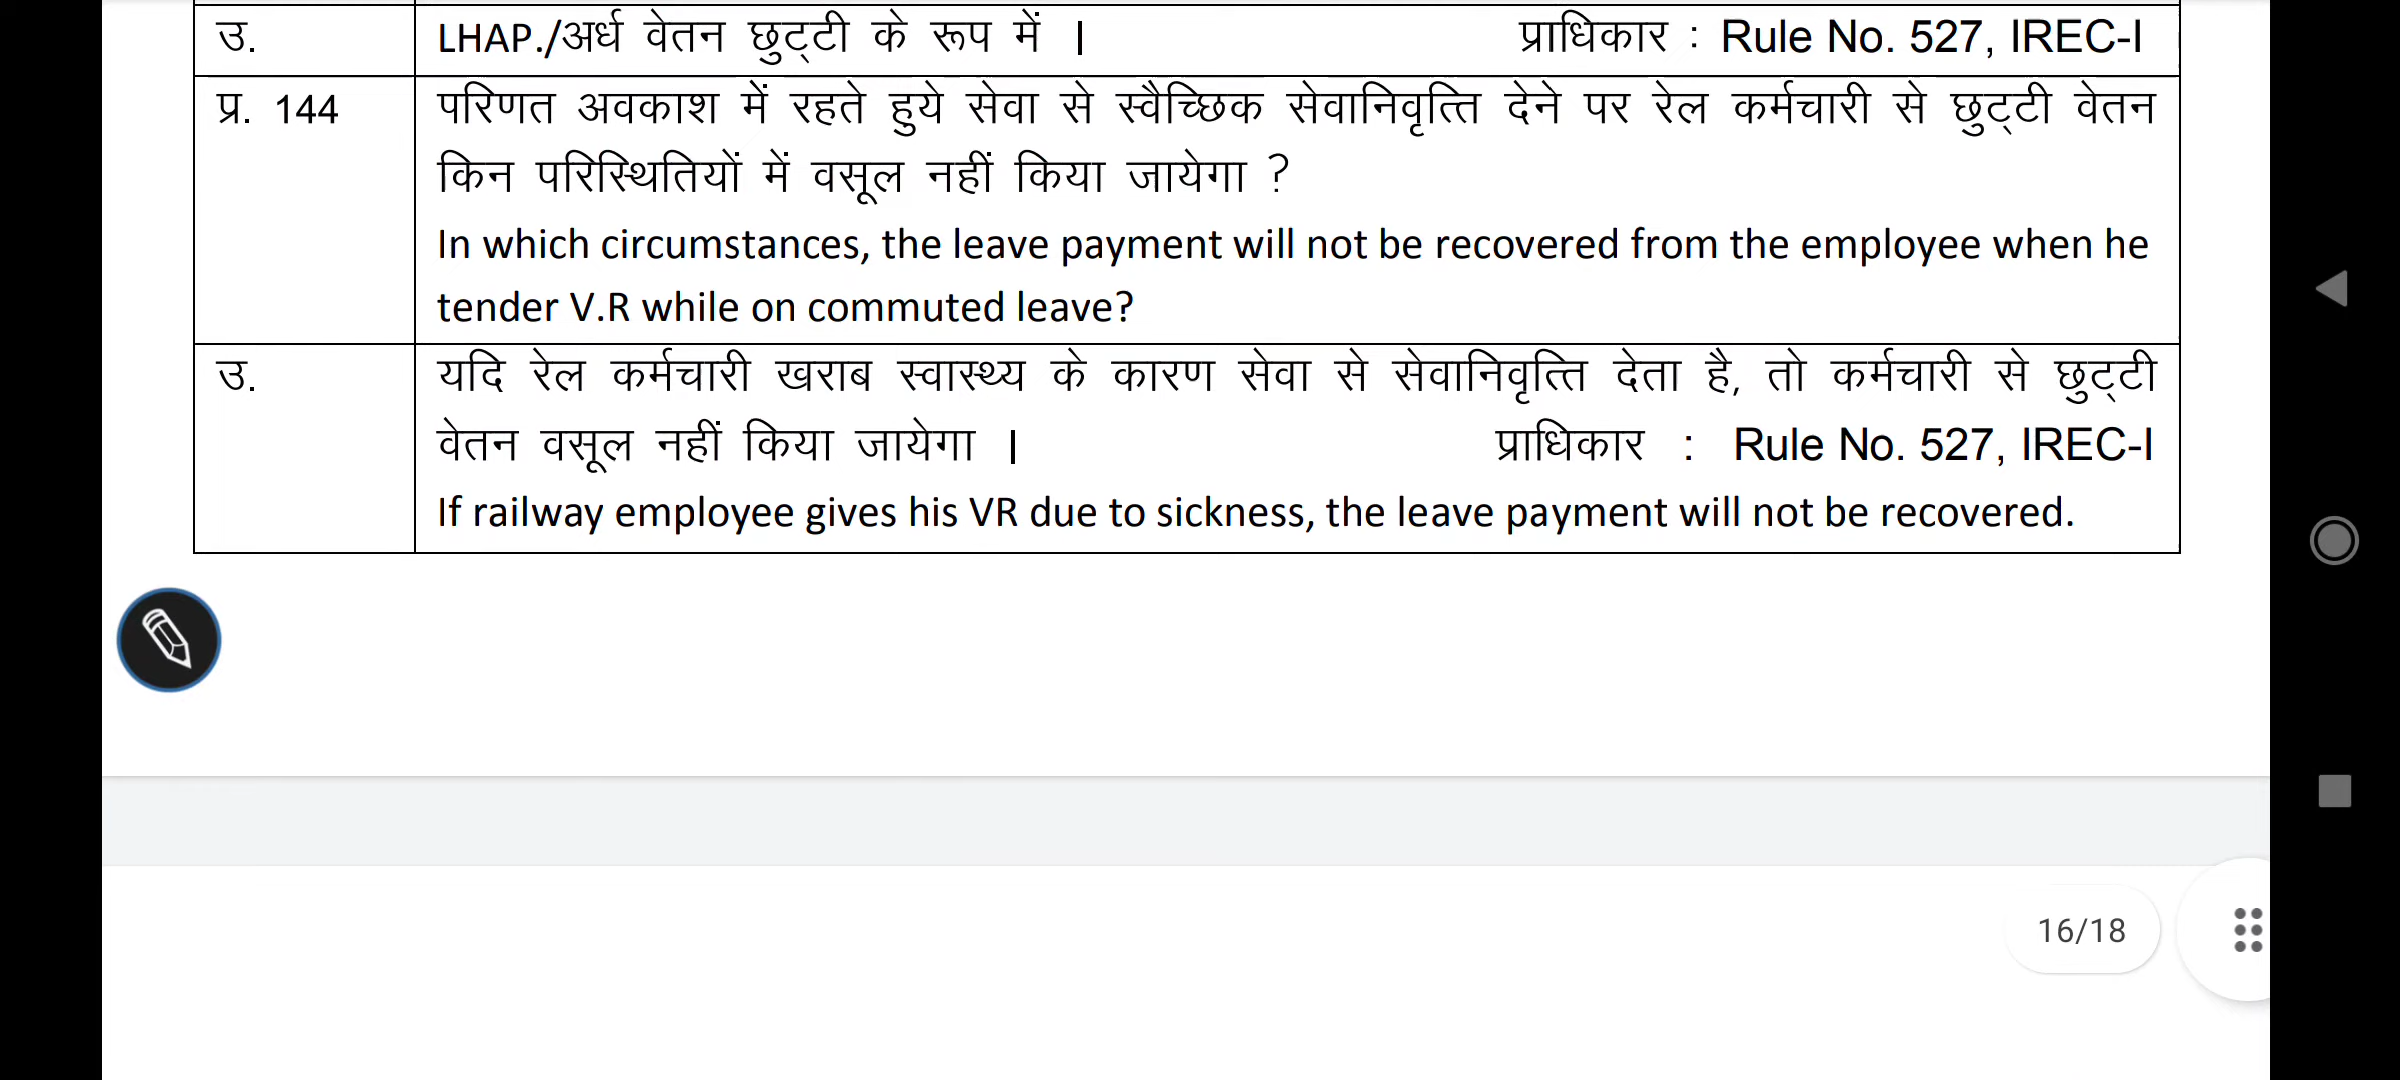 उ. LHAP./अर्ध वेतन छुट्टी के रूप में । प्राधिकार : Rule No. 527, IREC-I
प्र. 144 परिणत अवकाश में रहते हुये सेवा से स्वैच्छिक सेवानिवृत्ति देने पर रेल कर्मचारी से छुट्टी वेतन
किन परिस्थितियों में वसूल नहीं किया जायेगा ?
In which circumstances, the leave payment will not be recovered from the employee when he
tender V.R while on commuted leave?
उ. यदि रेल कर्मचारी खराब स्वास्थ्य के कारण सेवा से सेवानिवृत्ति देता है, तो कर्मचारी से छुट्टी
वेतन वसूल नहीं किया जायेगा । प्राधिकार : Rule No. 527, IREC-I
If railway employee gives his VR due to sickness, the leave payment will not be recovered.
16/18